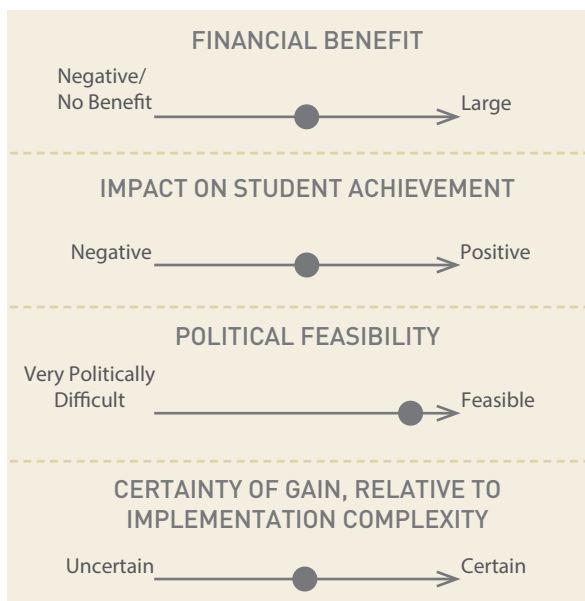 FINANCIAL BENEFIT
Negative/
No Benefit
Large
IMPACT ON STUDENT ACHIEVEMENT
Negative
Positive
POLITICAL FEASIBILITY
Very Politically
Difficult
Feasible
CERTAINTY OF GAIN, RELATIVE TO
IMPLEMENTATION COMPLEXITY
Uncertain
Certain